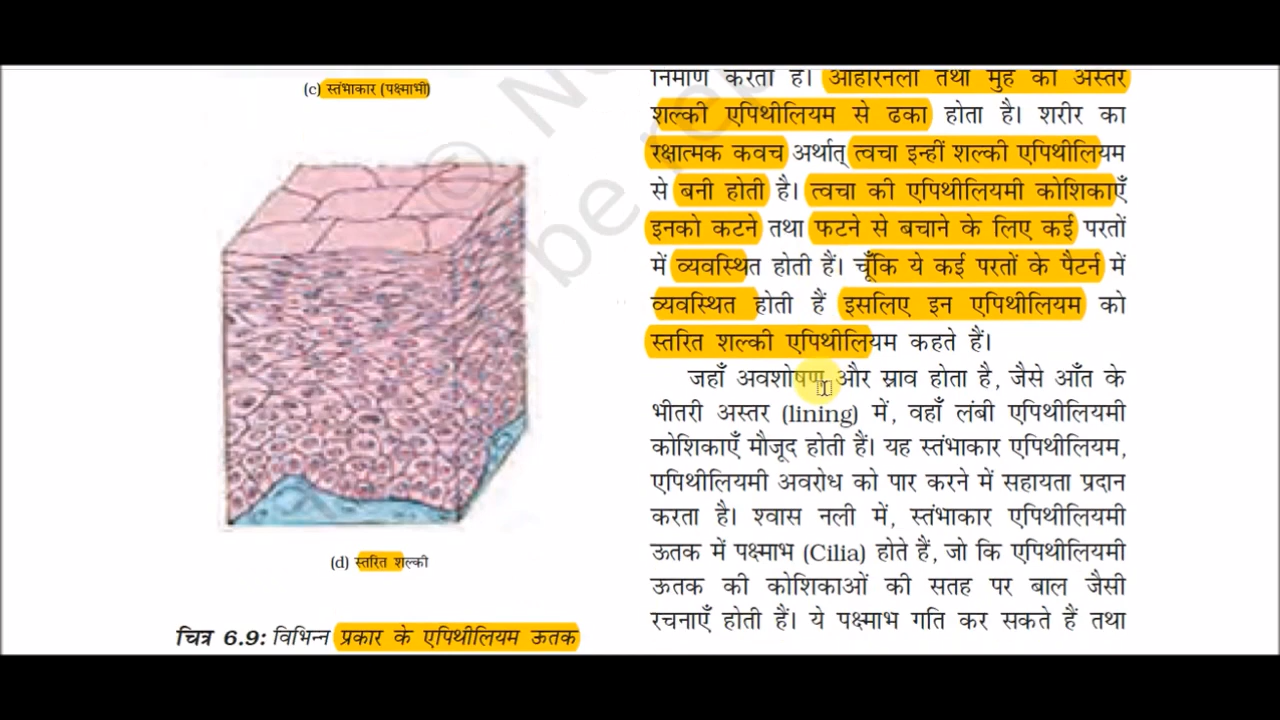 (c) स्तंभाकार (पक्ष्माभी)
(d) स्तरित शल्की
चित्र 6.9: विभिन्न प्रकार के एपिथीलियम ऊतक
निर्माण करता है। आहारनली तथा मुँह का अस्तर
शल्की एपिथीलियम से ढका होता है। शरीर का
रक्षात्मक कवच अर्थात् त्वचा इन्हीं शल्की एपिथीलियम
से बनी होती है। त्वचा की एपिथीलियमी कोशिकाएँ
इनको कटने तथा फटने से बचाने के लिए कई परतों
में व्यवस्थित होती हैं। चूँकि ये कई परतों के पैटर्न में
व्यवस्थित होती हैं इसलिए इन एपिथीलियम को
स्तरित शल्की एपिथीलियम कहते हैं।
जहाँ अवशोषण और स्राव होता है, जैसे आँत के
भीतरी अस्तर (lining) में, वहाँ लंबी एपिथीलियमी
कोशिकाएँ मौजूद होती हैं। यह स्तंभाकार एपिथीलियम,
एपिथीलियमी अवरोध को पार करने में सहायता प्रदान
करता है। श्वास नली में, स्तंभाकार एपिथीलियमी
ऊतक में पक्ष्माभ (Cilia) होते हैं, जो कि एपिथीलियमी
ऊतक की कोशिकाओं की सतह पर बाल जैसी
रचनाएँ होती हैं। ये पक्ष्माभ गति कर सकते हैं तथा
© N
be re